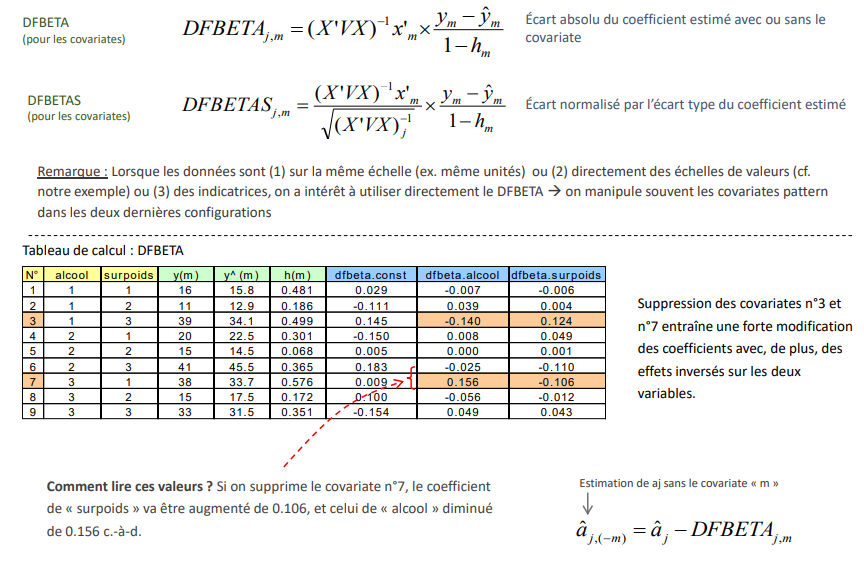 DFBETA
(pour les covariates)
DFBETA_{j,m} = (X'VX)^{-1} x'_m × \frac{y_m - ŷ_m}{1 - h_m}
Écart absolu du coefficient estimé avec ou sans le
covariate
DFBETAS
(pour les covariates)
DFBETAS_{j,m} = \frac{(X'VX)^{-1} x'_m}{\sqrt{(X'VX)_j^{-1}}} × \frac{y_m - ŷ_m}{1 - h_m}
Écart normalisé par l'écart type du coefficient estimé
Remarque : Lorsque les données sont (1) sur la même échelle (ex. même unités) ou (2) directement des échelles de valeurs (cf.
notre exemple) ou (3) des indicatrices, on a intérêt à utiliser directement le DFBETA → on manipule souvent les covariates pattern
dans les deux dernières configurations
Tableau de calcul : DFBETA
N° alcool surpoids y(m) y^ (m) h(m) dfbeta.const dfbeta.alcool dfbeta.surpoids
1 1 1 16 15.8 0.481 0.029 -0.007 -0.006
2 1 2 11 12.9 0.186 -0.111 0.039 0.004
3 1 3 39 34.1 0.499 0.145 -0.140 0.124
4 2 1 20 22.5 0.301 -0.150 0.008 0.049
5 2 2 15 14.5 0.068 0.005 0.000 0.001
6 2 3 41 45.5 0.365 0.183 -0.025 -0.110
7 3 1 38 33.7 0.576 0.009 0.156 -0.106
8 3 2 15 17.5 0.172 0.100 -0.056 -0.012
9 3 3 33 31.5 0.351 -0.154 0.049 0.043
Suppression des covariates n°3 et
n°7 entraîne une forte modification
des coefficients avec, de plus, des
effets inversés sur les deux
variables.
Comment lire ces valeurs ? Si on supprime le covariate n°7, le coefficient
de « surpoids » va être augmenté de 0.106, et celui de « alcool » diminué
de 0.156 c.-à-d.
Estimation de aj sans le covariate « m »
â_{j,(-m)} = â_j - DFBETA_{j,m}